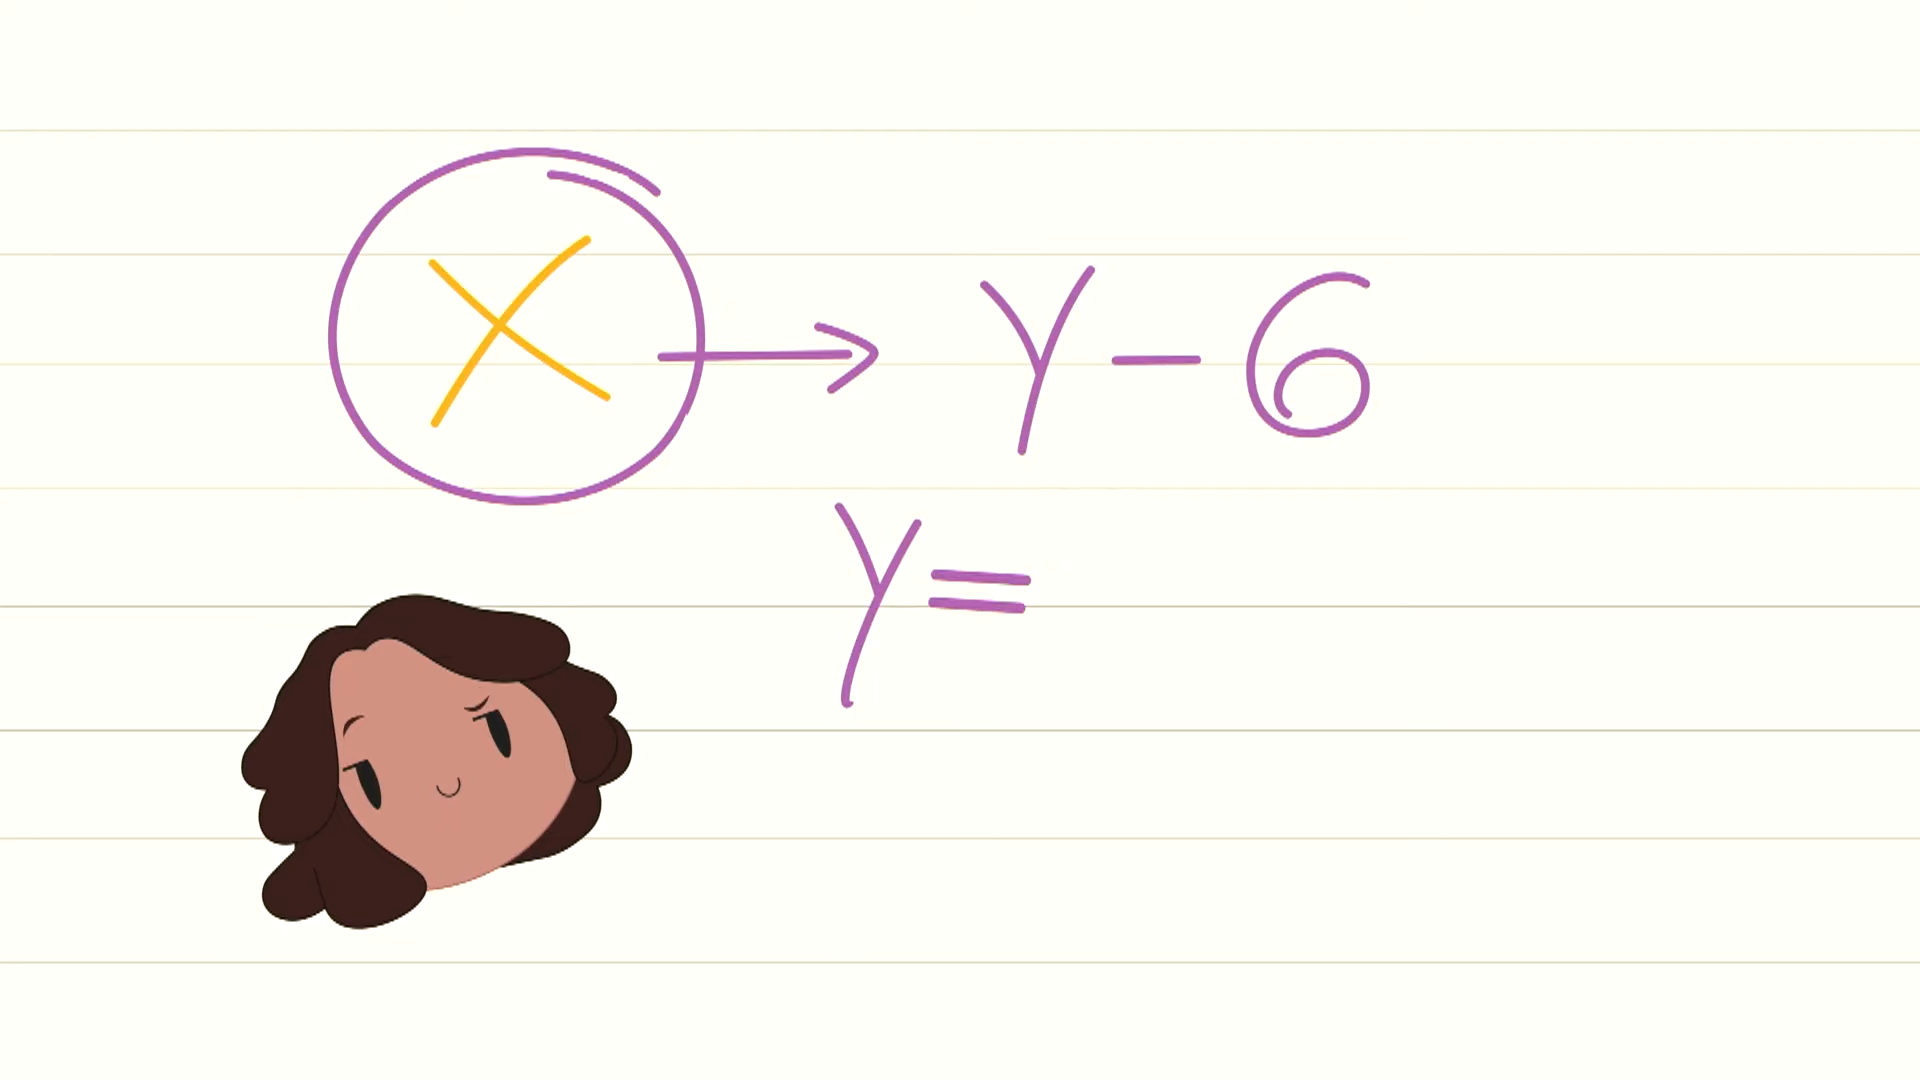 X → Y - 6
Y =